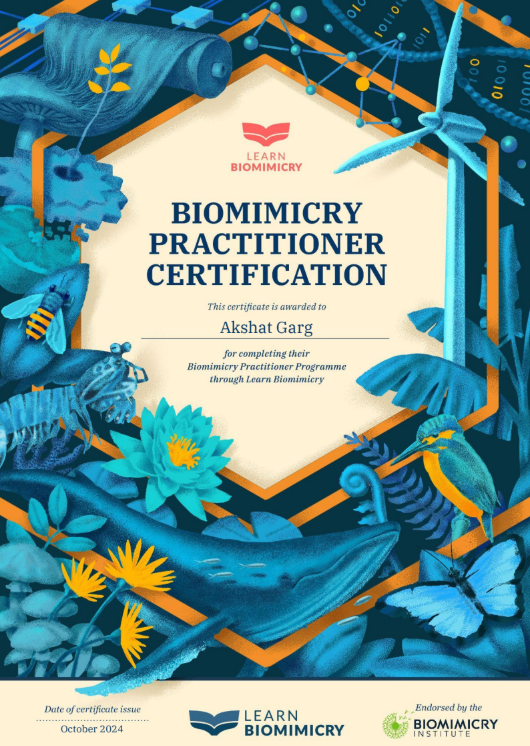 LEARN
BIOMIMICRY
BIOMIMICRY
PRACTITIONER
CERTIFICATION
This certificate is awarded to
Akshat Garg
for completing their
Biomimicry Practitioner Programme
through Learn Biomimicry
Date of certificate issue
October 2024
LEARN
BIOMIMICRY
Endorsed by the
BIOMIMICRY
INSTITUTE